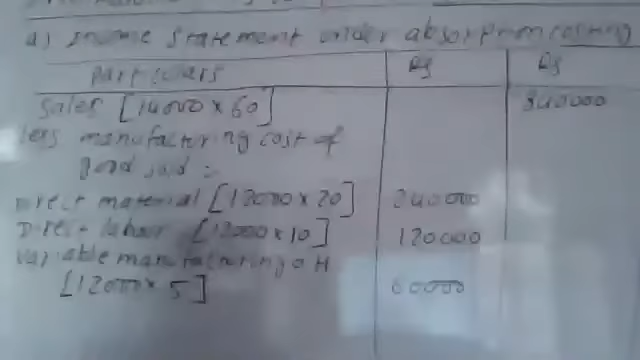 a) Income statement under absorption costing
particulars Rs Rs
Sales [14000 x 60] 840000
less manufacturing cost of
good sold :
Direct material [12000 x 20] 240000
Direct labour [12000 x 10] 120000
variable manufacturing OH
[12000 x 5] 60000